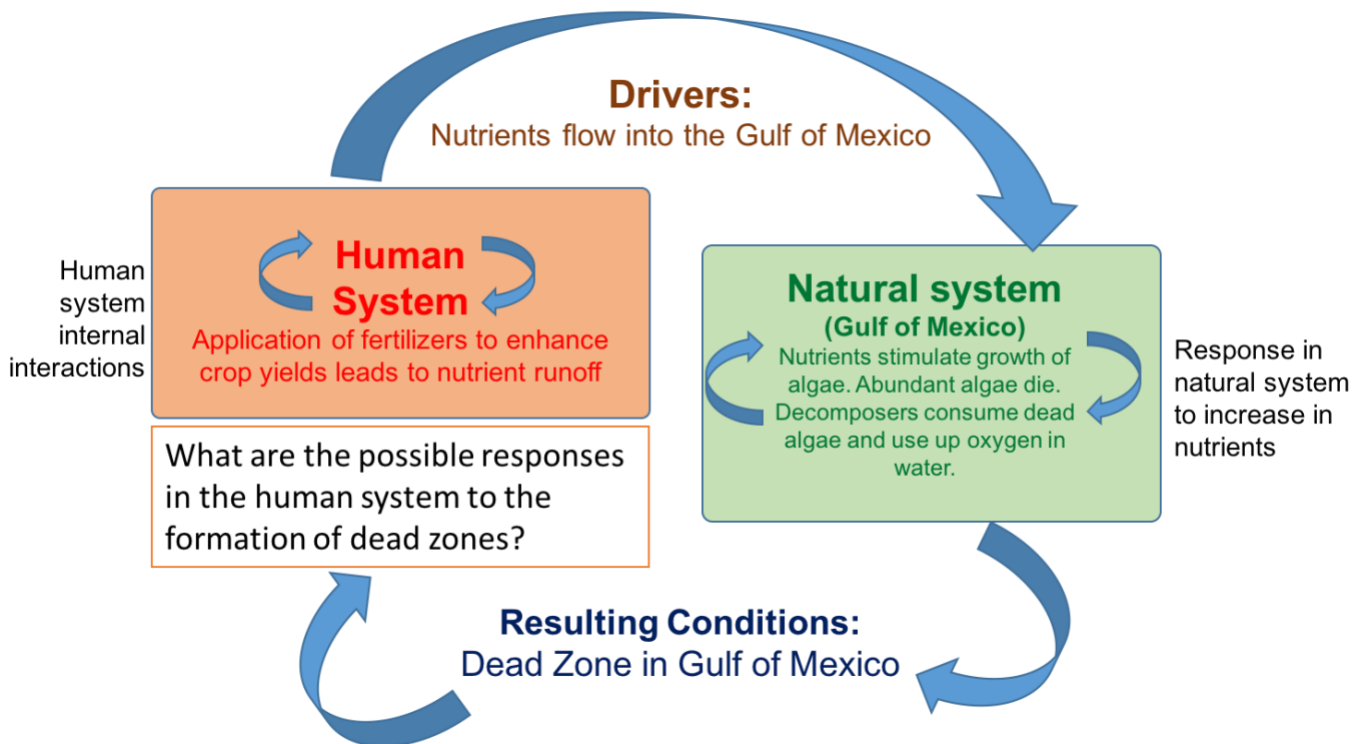 Drivers:
Nutrients flow into the Gulf of Mexico
Human
system
internal
interactions
Human
System
Application of fertilizers to enhance
crop yields leads to nutrient runoff
What are the possible responses
in the human system to the
formation of dead zones?
Natural system
(Gulf of Mexico)
Nutrients stimulate growth of
algae. Abundant algae die.
Decomposers consume dead
algae and use up oxygen in
water.
Response in
natural system
to increase in
nutrients
Resulting Conditions:
Dead Zone in Gulf of Mexico